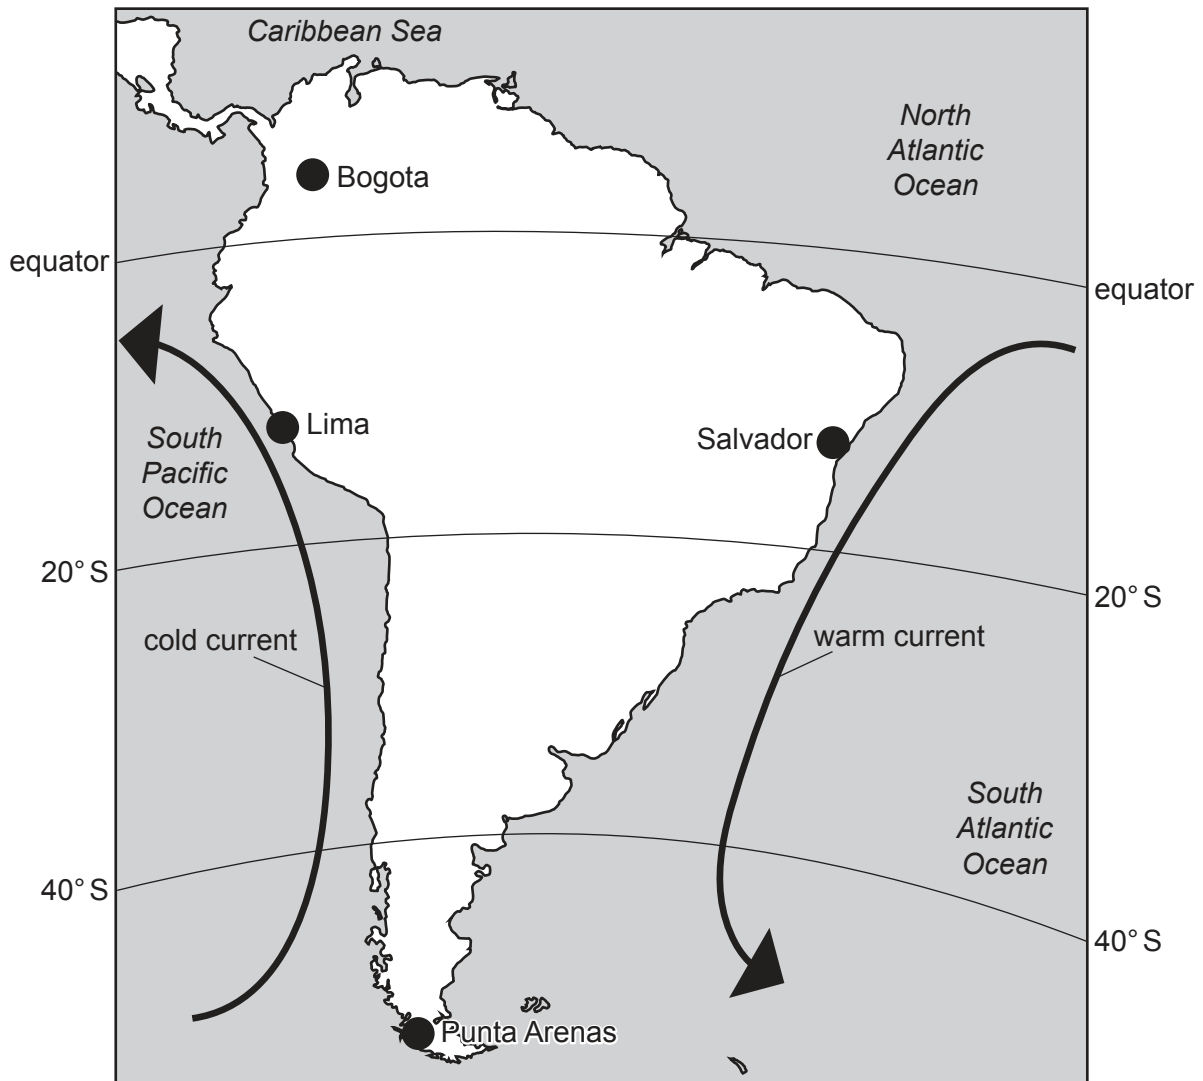 Caribbean Sea
North
Atlantic
Ocean
Bogota
equator
equator
Lima
South
Pacific
Ocean
Salvador
20° S
20° S
cold current
warm current
South
Atlantic
Ocean
40° S
40° S
Punta Arenas